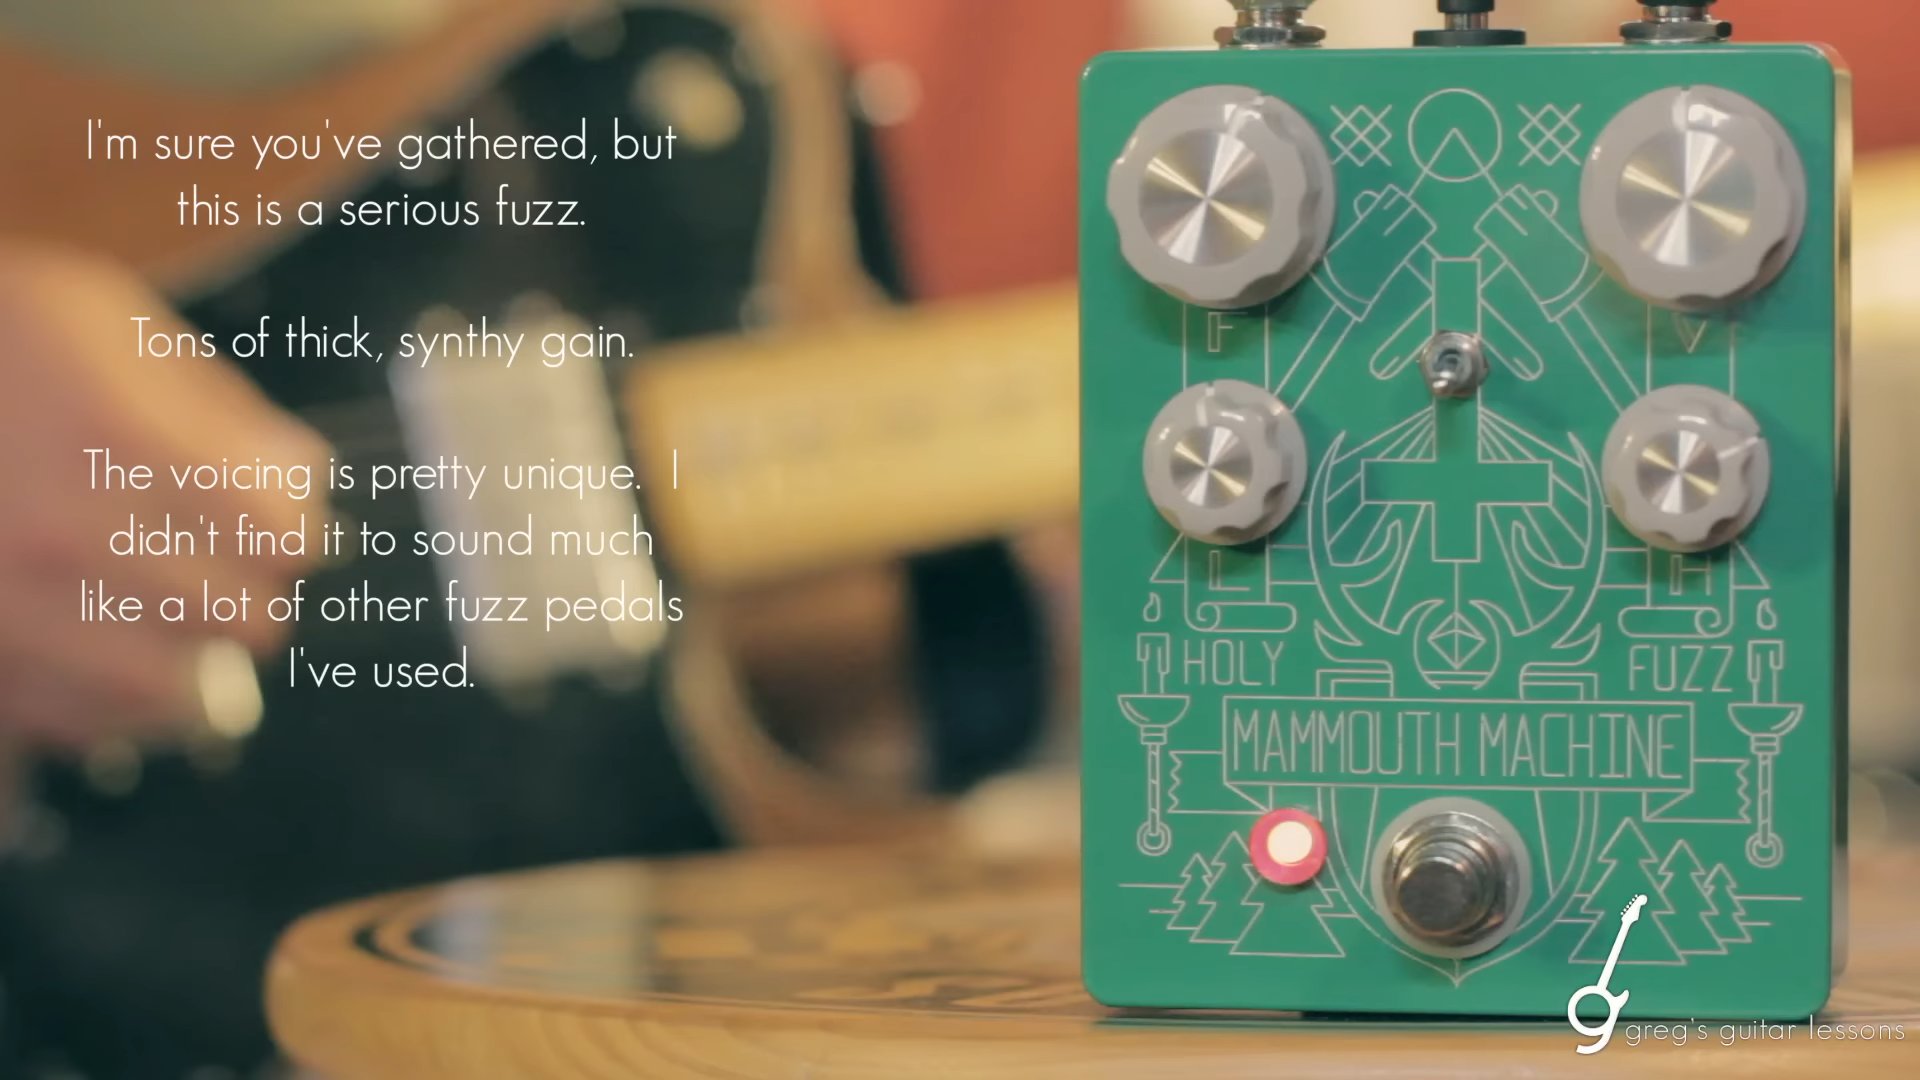 I'm sure you've gathered, but
this is a serious fuzz.
Tons of thick, synthy gain.
The voicing is pretty unique.  I
didn't find it to sound much
like a lot of other fuzz pedals
I've used.
F
V
L
H
HOLY
FUZZ
MAMMOUTH MACHINE
greg's guitar lessons